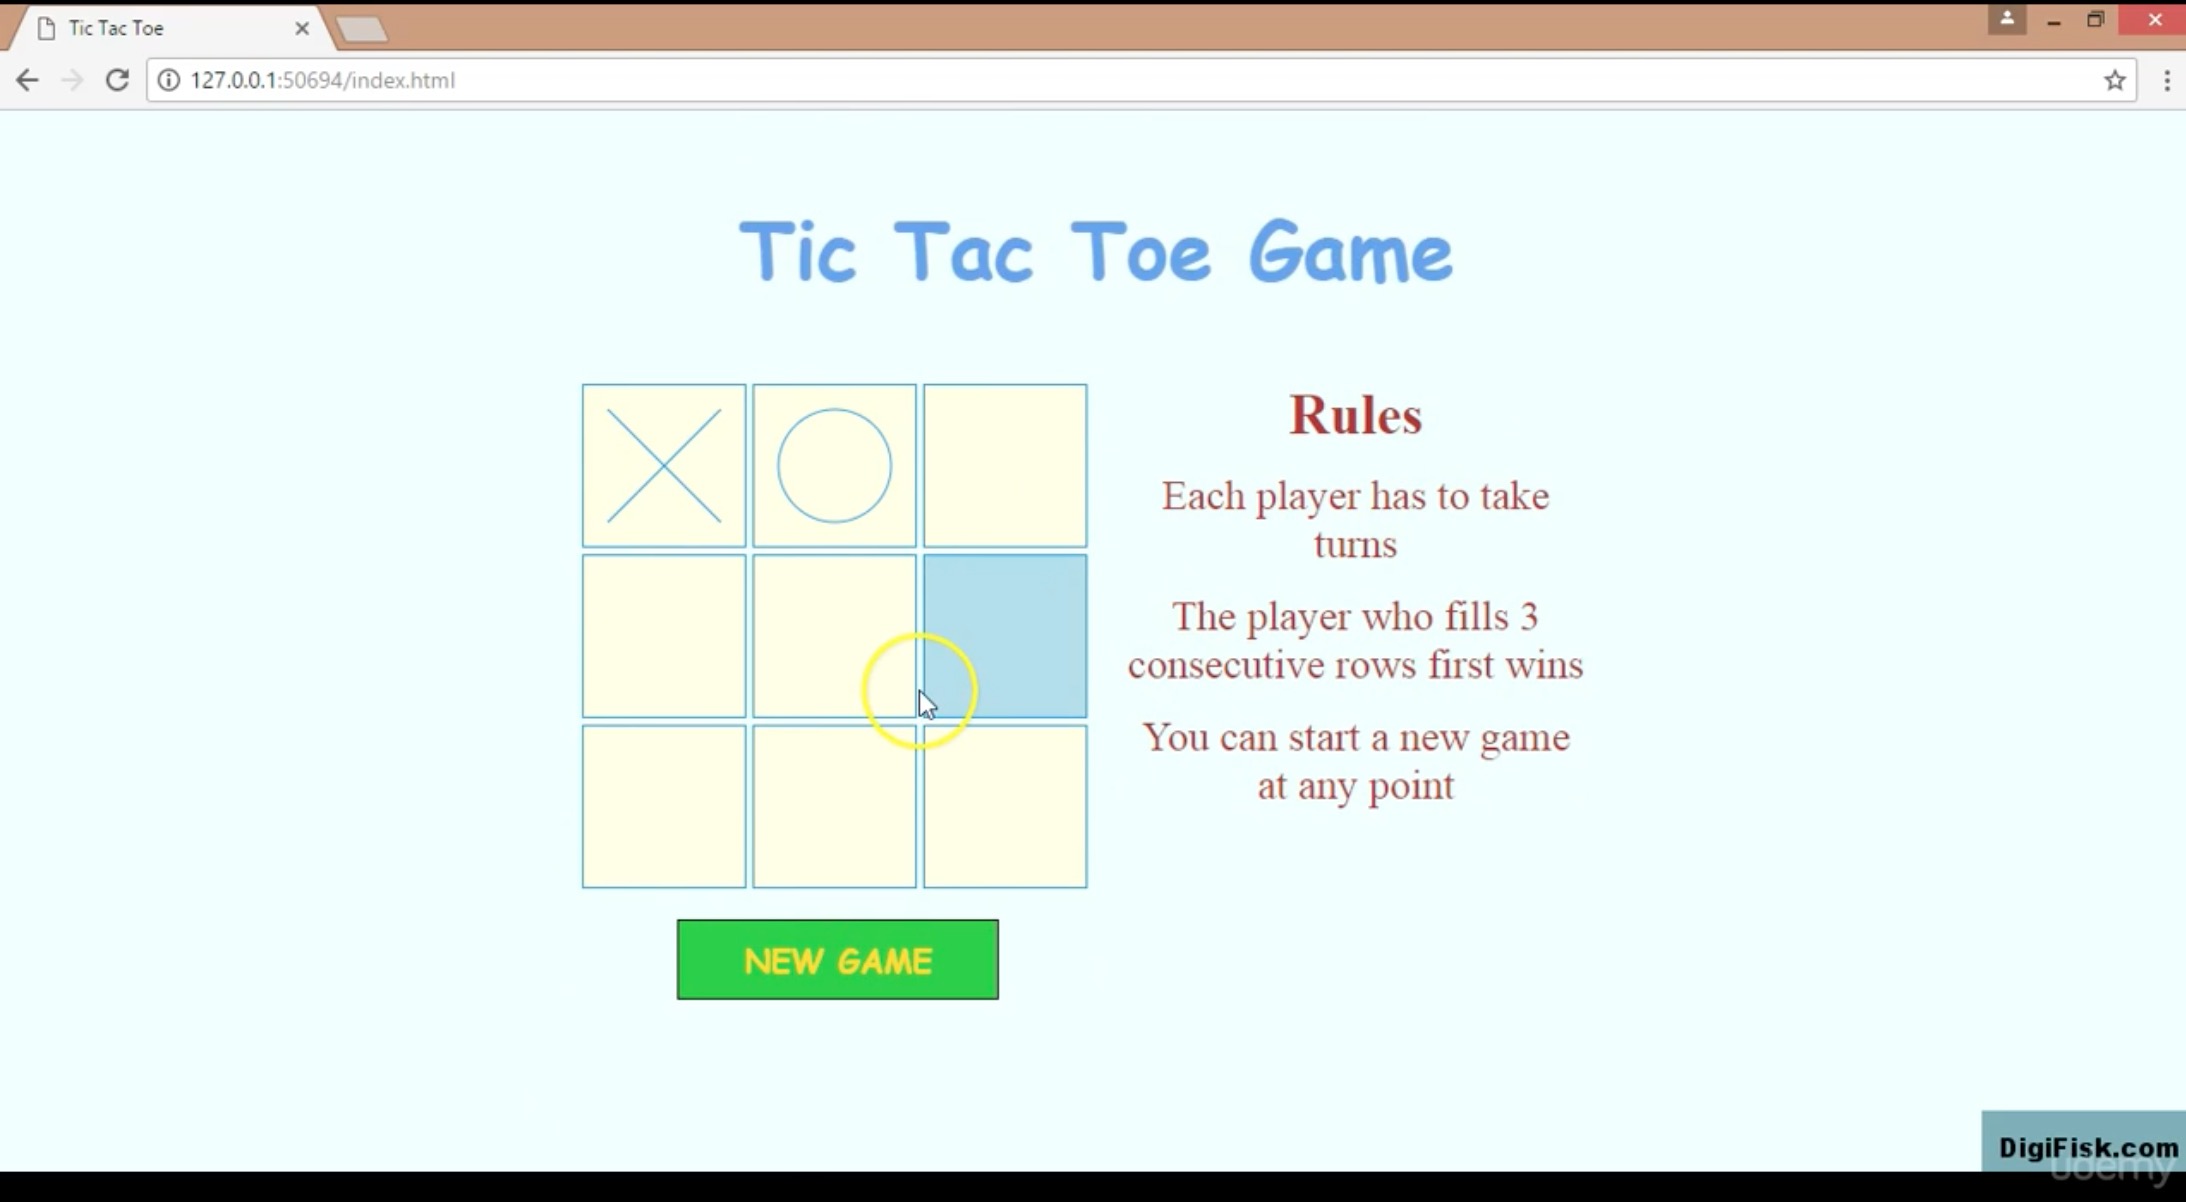 Tic Tac Toe
127.0.0.1:50694/index.html
Tic Tac Toe Game
Rules
Each player has to take
turns
The player who fills 3
consecutive rows first wins
You can start a new game
at any point
NEW GAME
DigiFisk.com
udemy